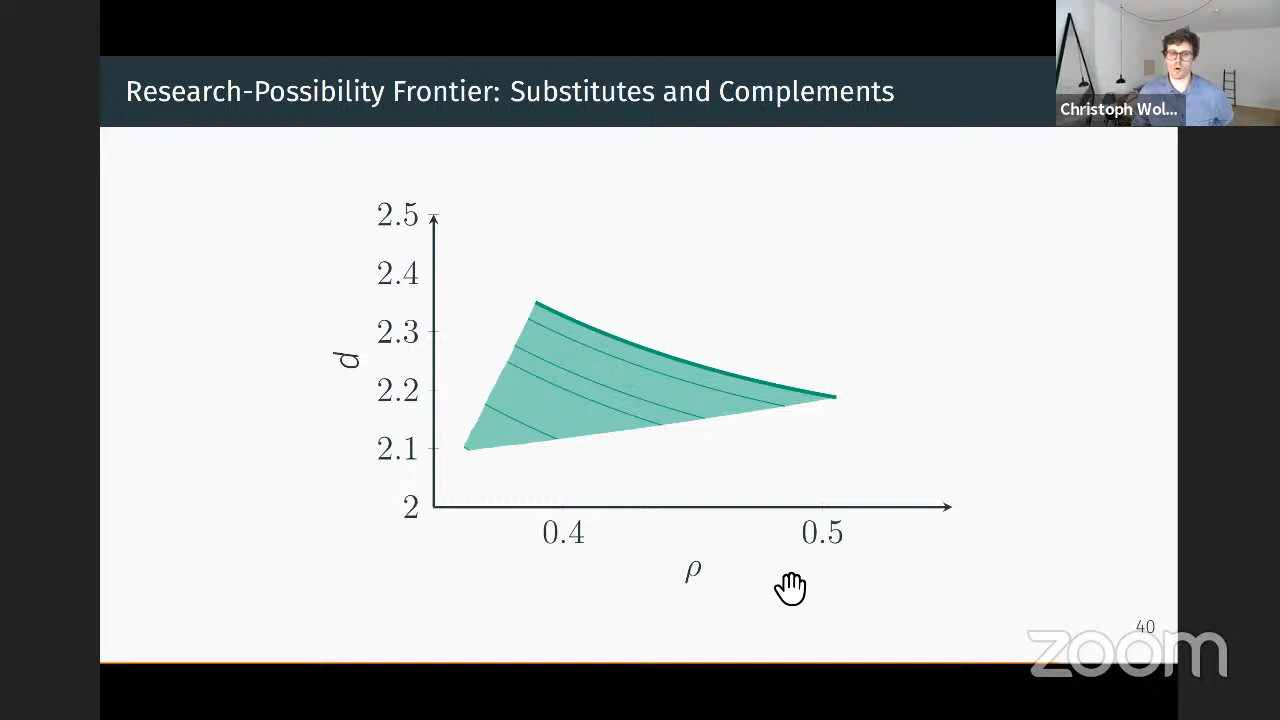 Research-Possibility Frontier: Substitutes and Complements
Christoph Wol...
2.5
2.4
2.3
2.2
2.1
2
d
0.4
0.5
ρ
40
zoom